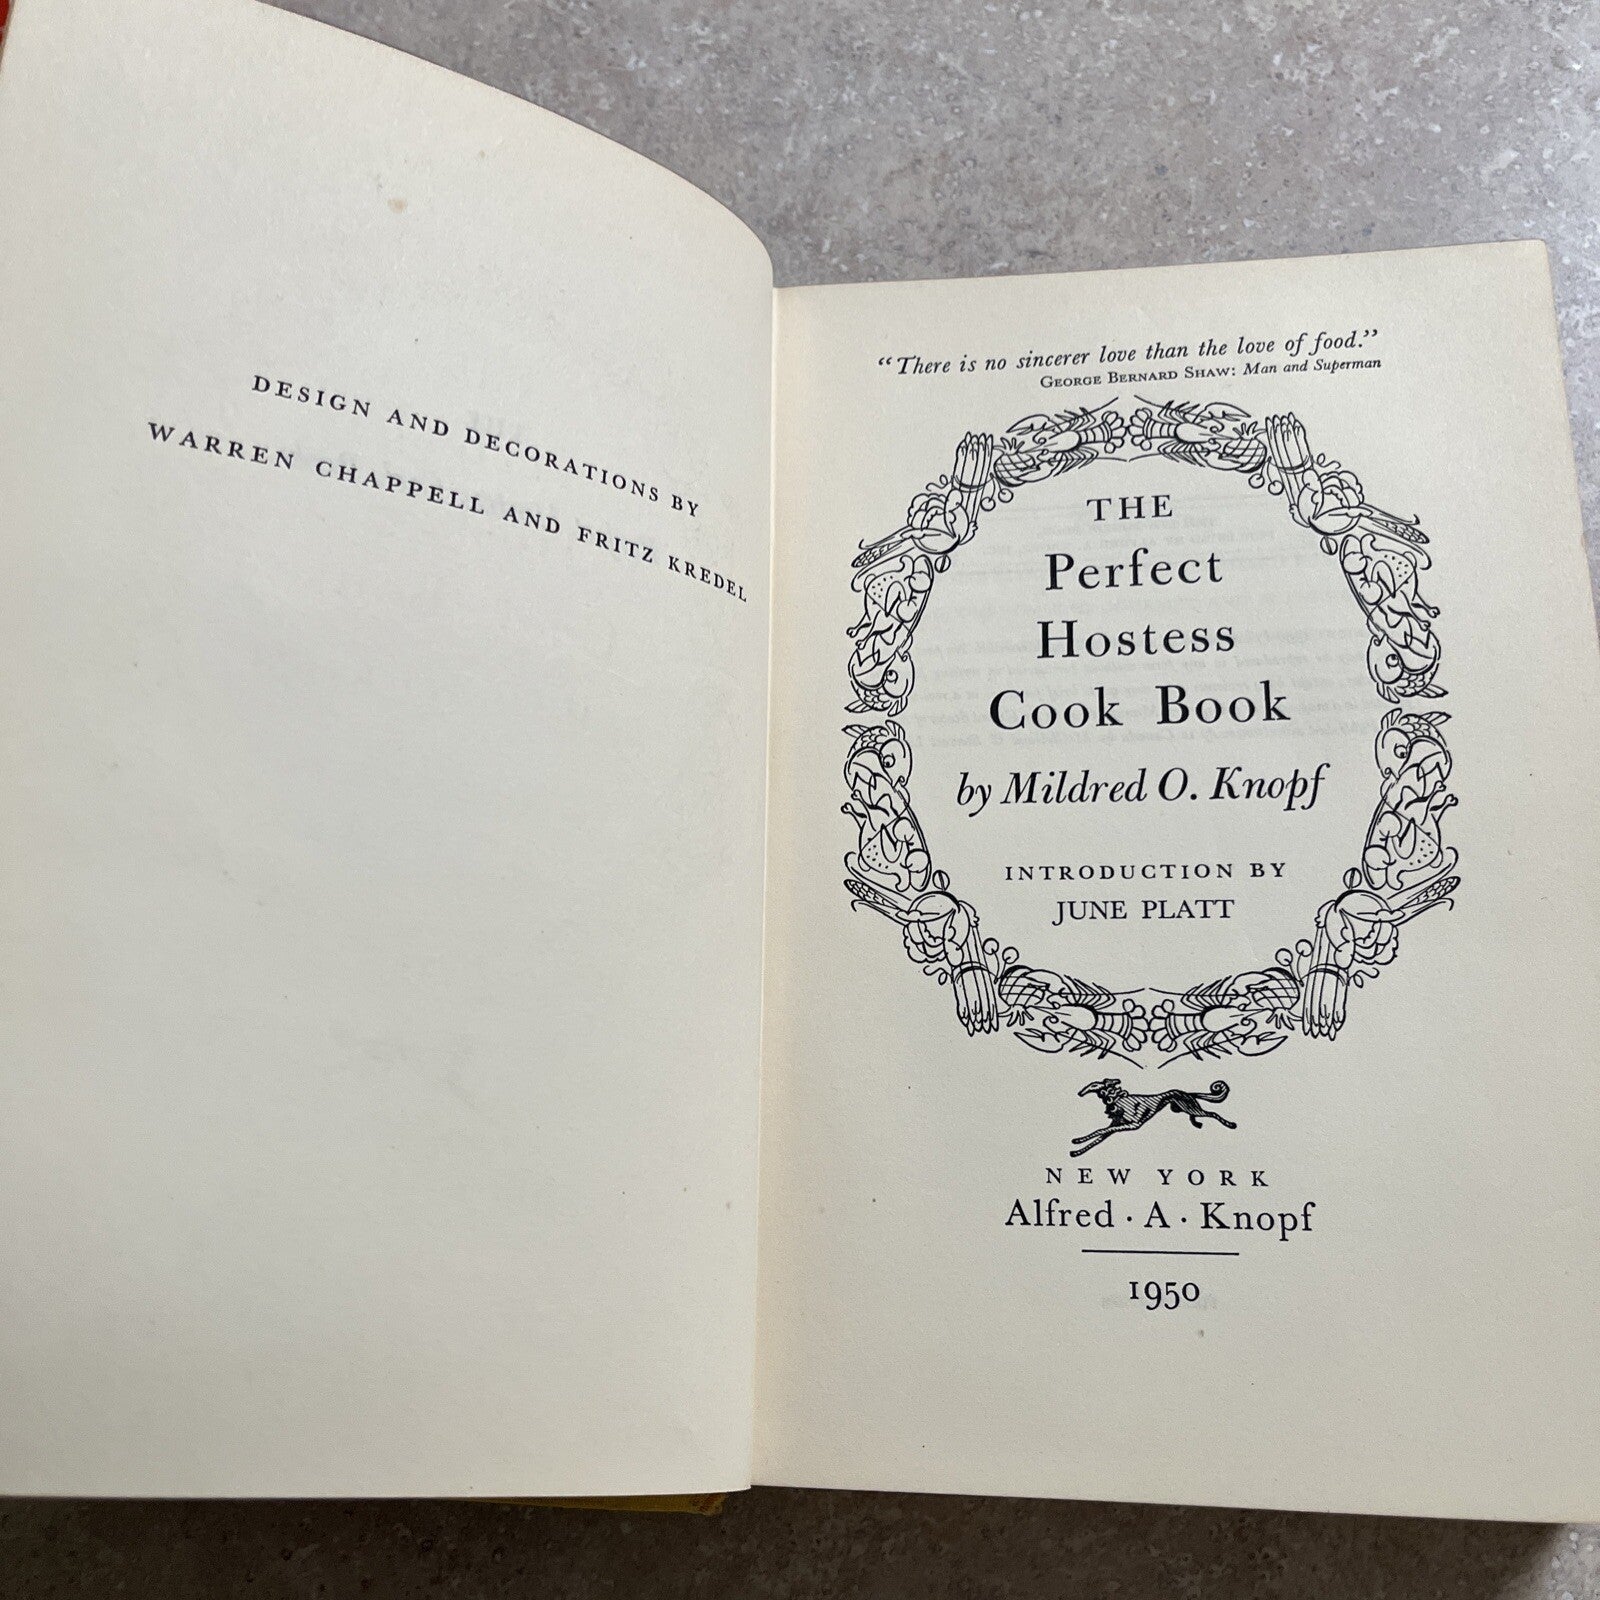 DESIGN AND DECORATIONS BY
WARREN CHAPPELL AND FRITZ KREDEL
“There is no sincerer love than the love of food.”
GEORGE BERNARD SHAW: Man and Superman
THE
Perfect
Hostess
Cook Book
by Mildred O. Knopf
INTRODUCTION BY
JUNE PLATT
NEW YORK
Alfred · A · Knopf
1950